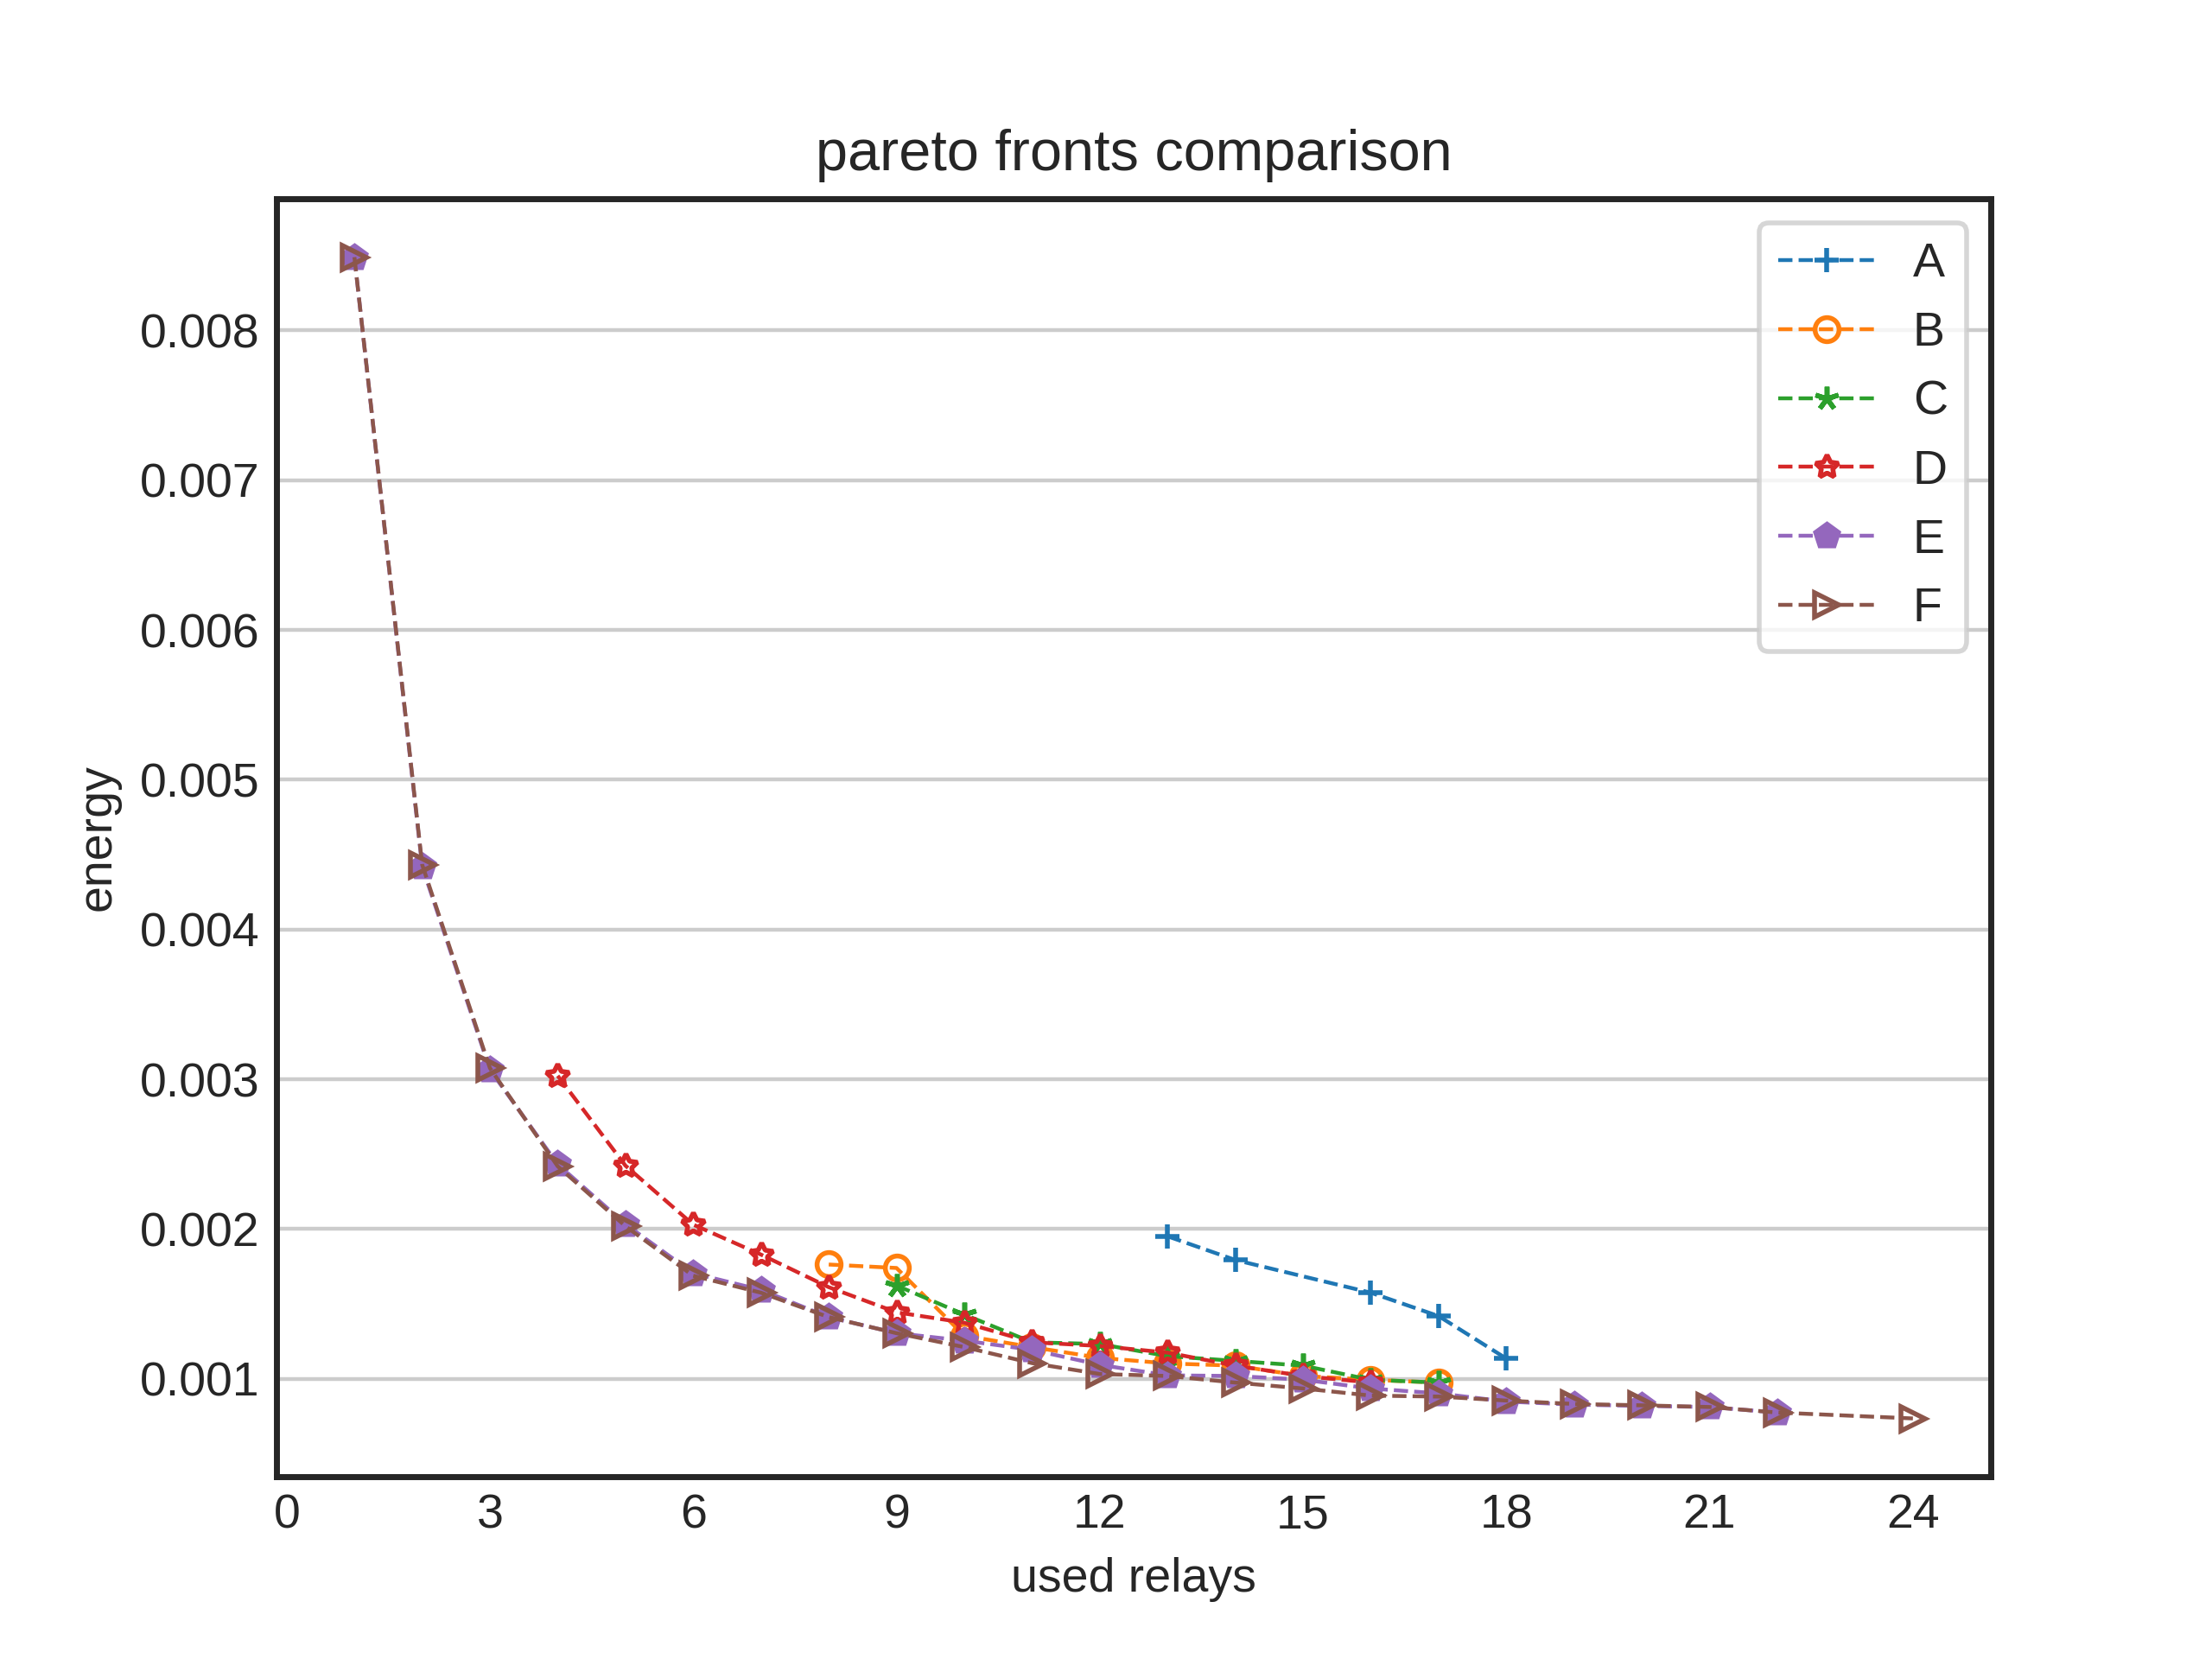 pareto fronts comparison
A
B
C
D
E
F
0.008
0.007
0.006
0.005
0.004
0.003
0.002
0.001
energy
0 3 6 9 12 15 18 21 24
used relays